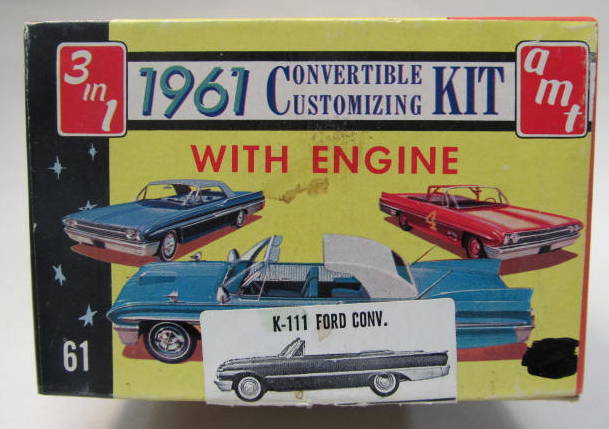 3 in 1
1961 CONVERTIBLE CUSTOMIZING KIT
amt
WITH ENGINE
4
61
K-111 FORD CONV.